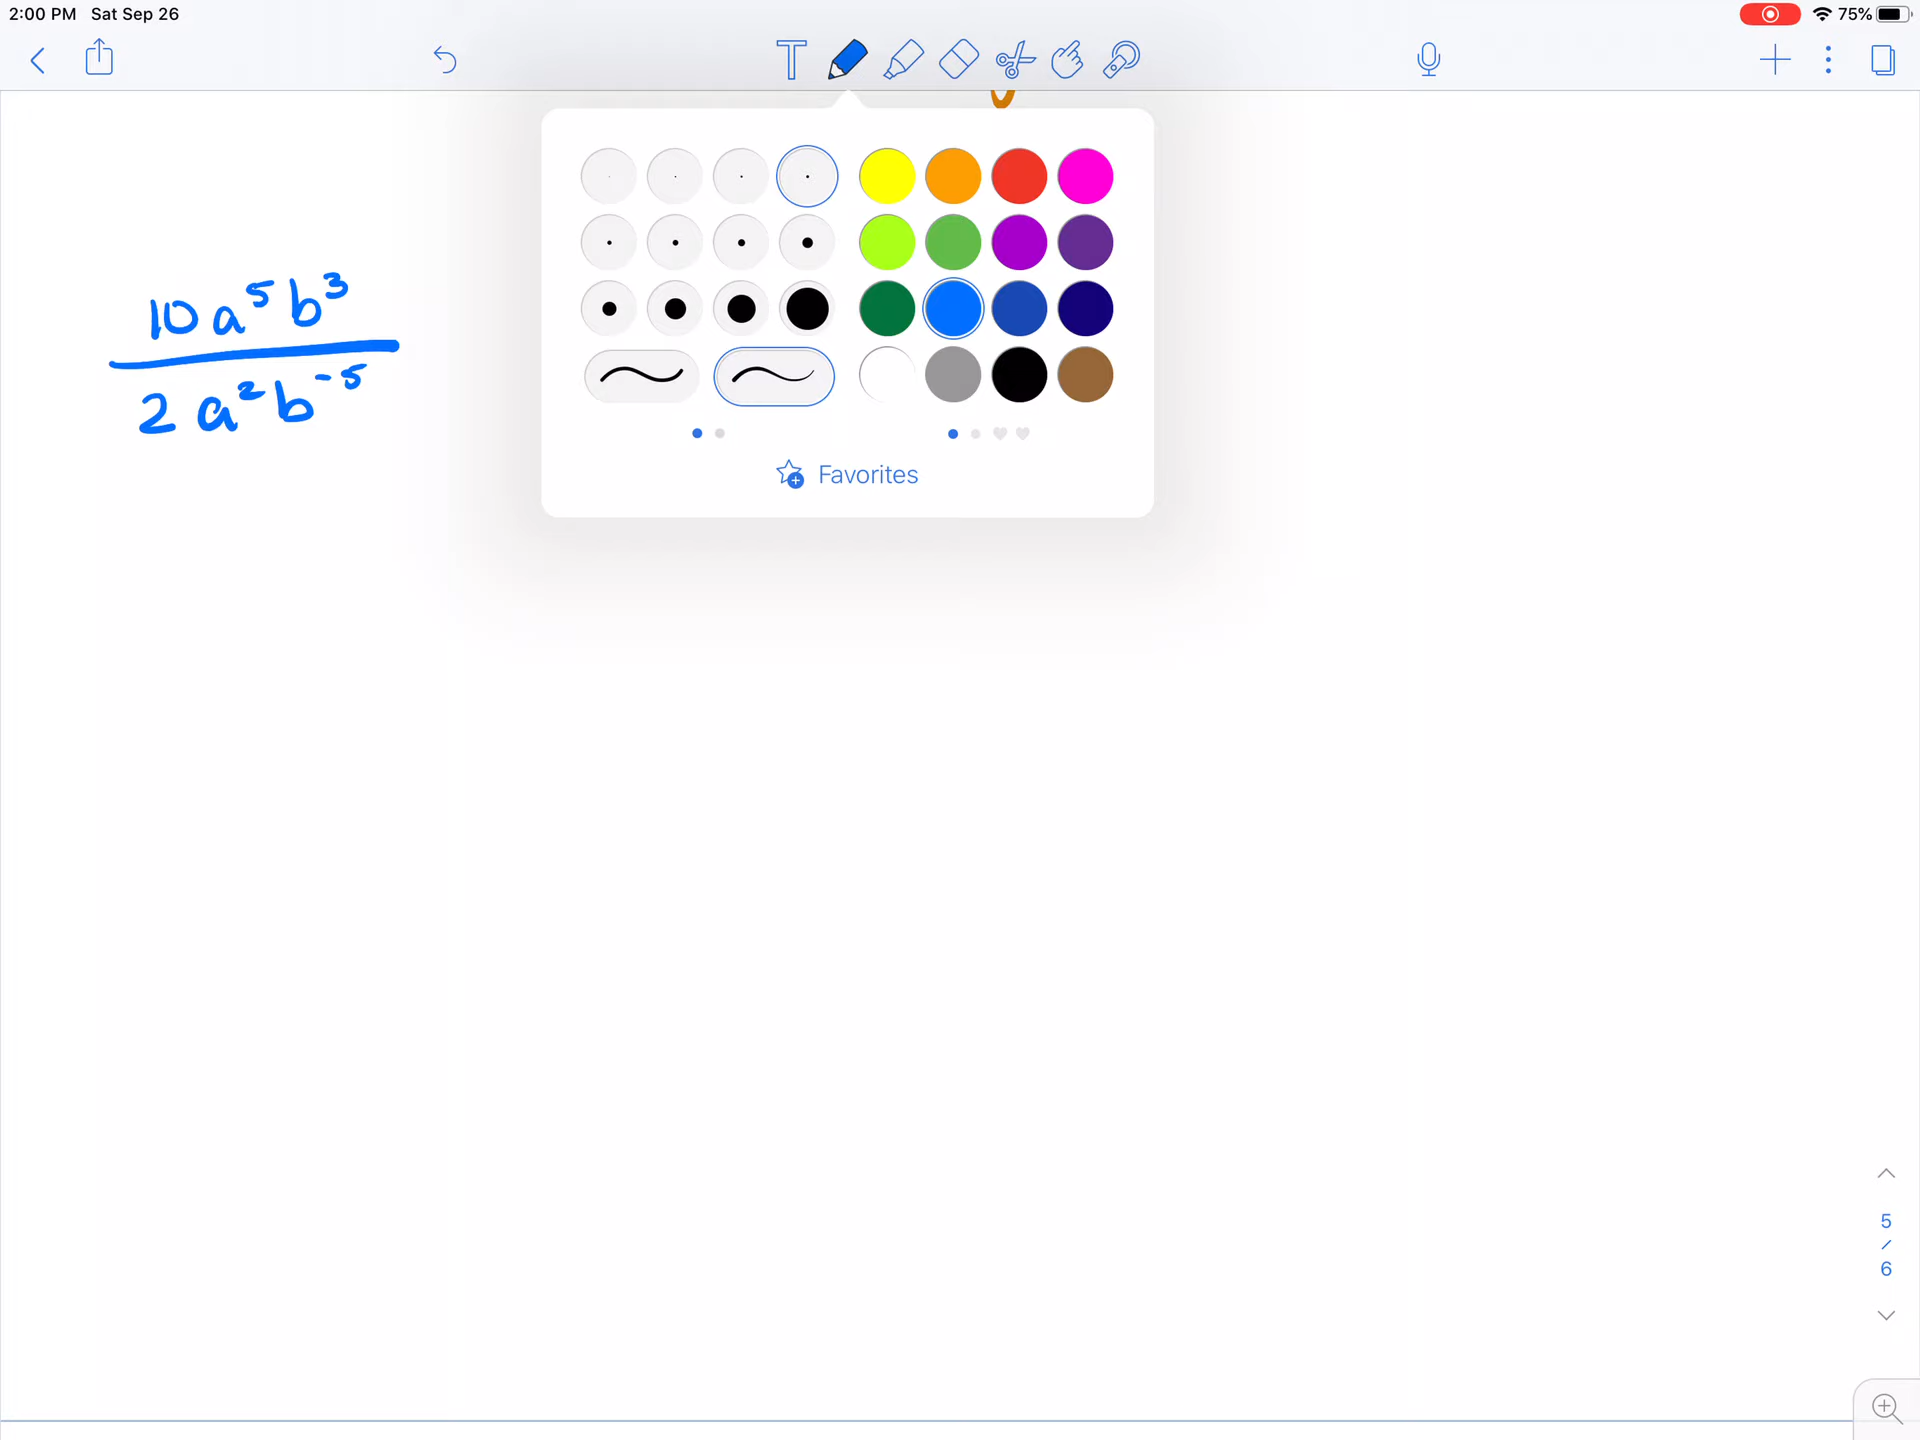 2:00 PM Sat Sep 26
75%
T
10a⁵b³
2a²b⁻⁵
Favorites
5
/
6